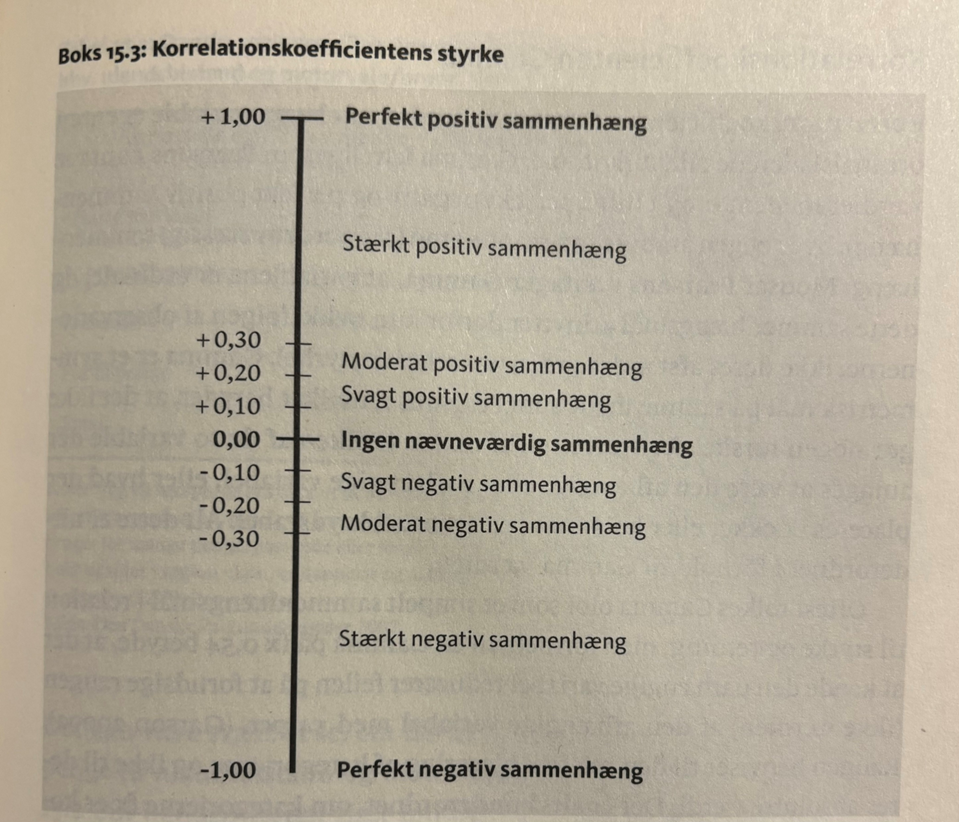 Boks 15.3: Korrelationskoefficientens styrke
+1,00 Perfekt positiv sammenhæng
Stærkt positiv sammenhæng
+0,30
Moderat positiv sammenhæng
+0,20
Svagt positiv sammenhæng
+0,10
0,00 Ingen nævneværdig sammenhæng
-0,10
Svagt negativ sammenhæng
-0,20
Moderat negativ sammenhæng
-0,30
Stærkt negativ sammenhæng
-1,00 Perfekt negativ sammenhæng